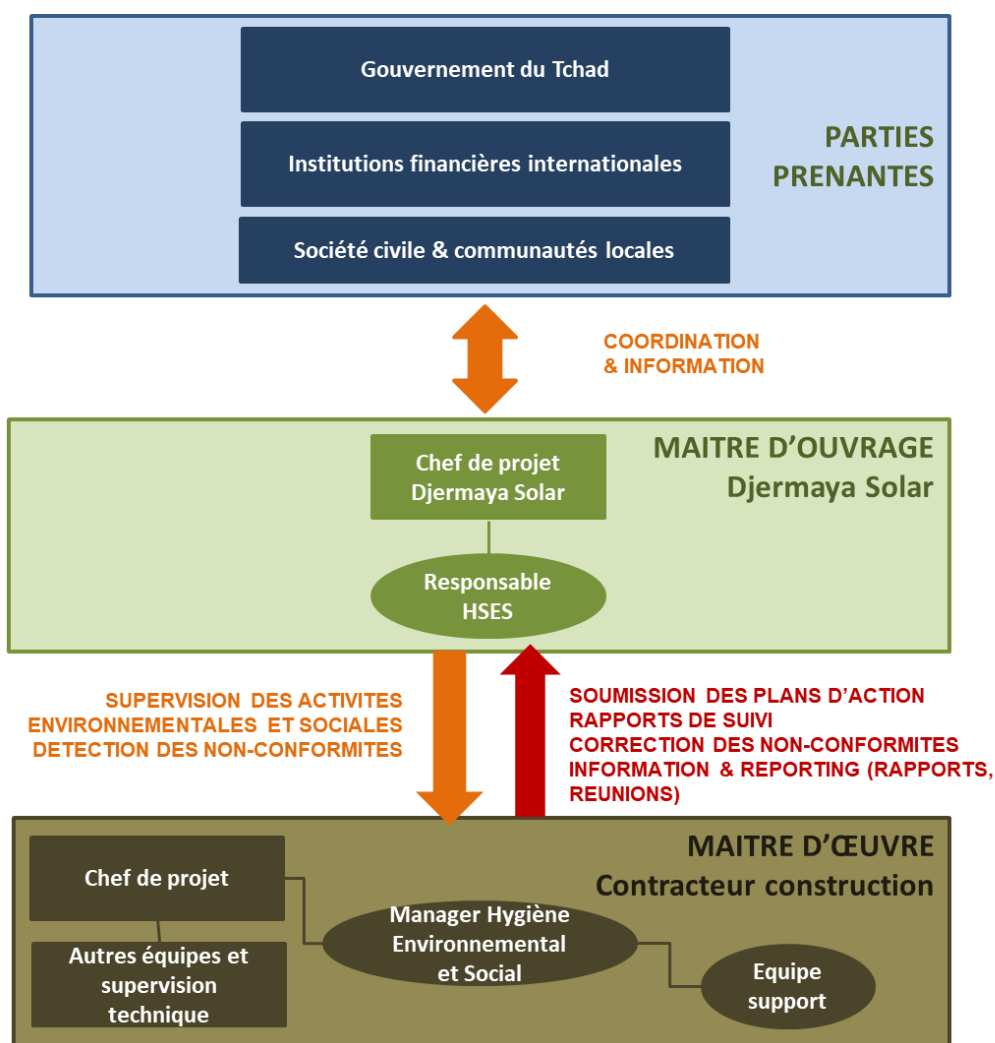 Gouvernement du Tchad
Institutions financières internationales
Société civile & communautés locales
PARTIES
PRENANTES
COORDINATION
& INFORMATION
MAITRE D’OUVRAGE
Djermaya Solar
Chef de projet
Djermaya Solar
Responsable
HSES
SUPERVISION DES ACTIVITES
ENVIRONNEMENTALES ET SOCIALES
DETECTION DES NON-CONFORMITES
SOUMISSION DES PLANS D’ACTION
RAPPORTS DE SUIVI
CORRECTION DES NON-CONFORMITES
INFORMATION & REPORTING (RAPPORTS,
REUNIONS)
MAITRE D’ŒUVRE
Contracteur construction
Chef de projet
Autres équipes et
supervision
technique
Manager Hygiène
Environnemental
et Social
Equipe
support